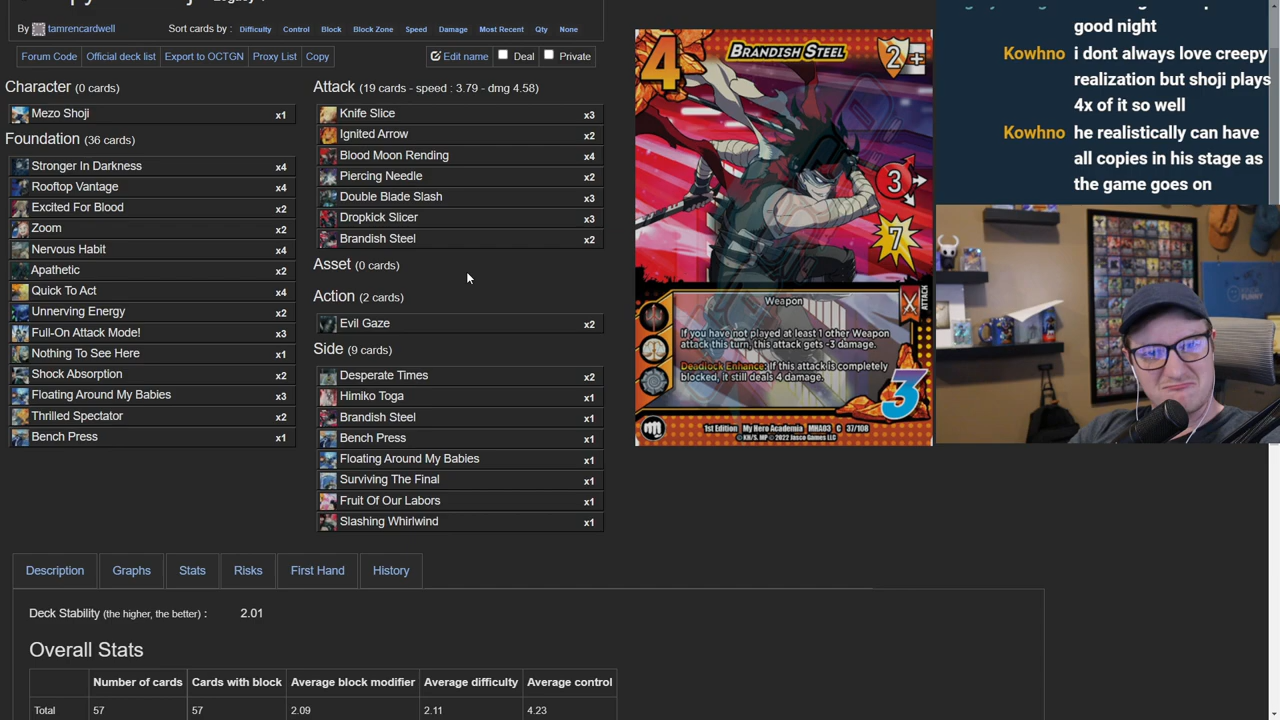 By tamrencardwell
Sort cards by : Difficulty Control Block Block Zone Speed Damage Most Recent Qty None
Forum Code Official deck list Export to OCTGN Proxy List Copy Edit name Deal Private
Character (0 cards)
Mezo Shoji x1
Foundation (36 cards)
Stronger In Darkness x4
Rooftop Vantage x4
Excited For Blood x2
Zoom x2
Nervous Habit x4
Apathetic x2
Quick To Act x4
Unnerving Energy x2
Full-On Attack Mode! x3
Nothing To See Here x1
Shock Absorption x2
Floating Around My Babies x3
Thrilled Spectator x2
Bench Press x1
Attack (19 cards - speed : 3.79 - dmg 4.58)
Knife Slice x3
Ignited Arrow x2
Blood Moon Rending x4
Piercing Needle x2
Double Blade Slash x3
Dropkick Slicer x3
Brandish Steel x2
Asset (0 cards)
Action (2 cards)
Evil Gaze x2
Side (9 cards)
Desperate Times x2
Himiko Toga x1
Brandish Steel x1
Bench Press x1
Floating Around My Babies x1
Surviving The Final x1
Fruit Of Our Labors x1
Slashing Whirlwind x1
4 Brandish Steel 2+
3
7
Attach
Weapon
If you have not played at least 1 other Weapon
attack this turn, this attack gets -3 damage.
Deadlock Enhance: If this attack is completely
blocked, it still deals 4 damage.
3
1st Edition My Hero Academia MHA03 C 37/108
© KH/S, MP © 2022 Jasco Games LLC
good night
Kowhno i dont always love creepy
realization but shoji plays
4x of it so well
Kowhno he realistically can have
all copies in his stage as
the game goes on
Description Graphs Stats Risks First Hand History
Deck Stability (the higher, the better) : 2.01
Overall Stats
Number of cards Cards with block Average block modifier Average difficulty Average control
Total 57 57 2.09 2.11 4.23